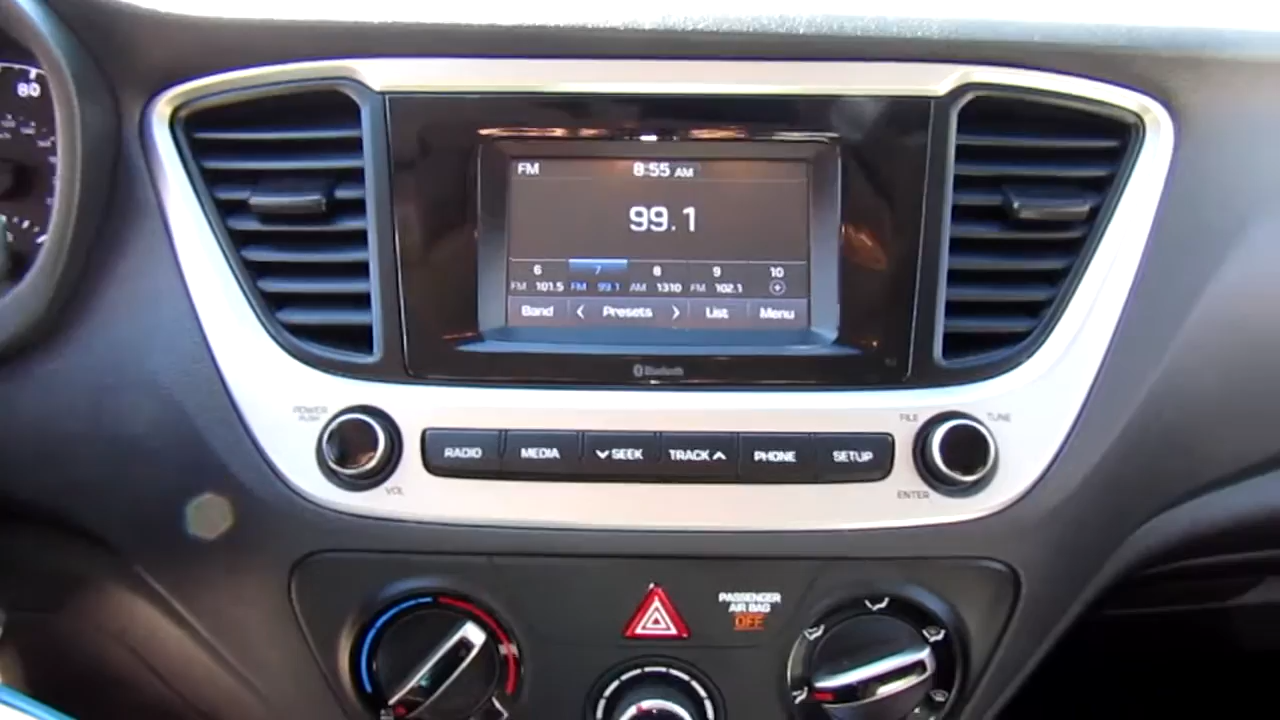 80
FM 8:55 AM
99.1
6 7 8 9 10
FM 101.5 FM 99.1 AM 1310 FM 102.1
Band Presets List Menu
Bluetooth
POWER
PUSH
VOL
RADIO MEDIA SEEK TRACK PHONE SETUP
FILE TUNE
ENTER
PASSENGER
AIR BAG
OFF